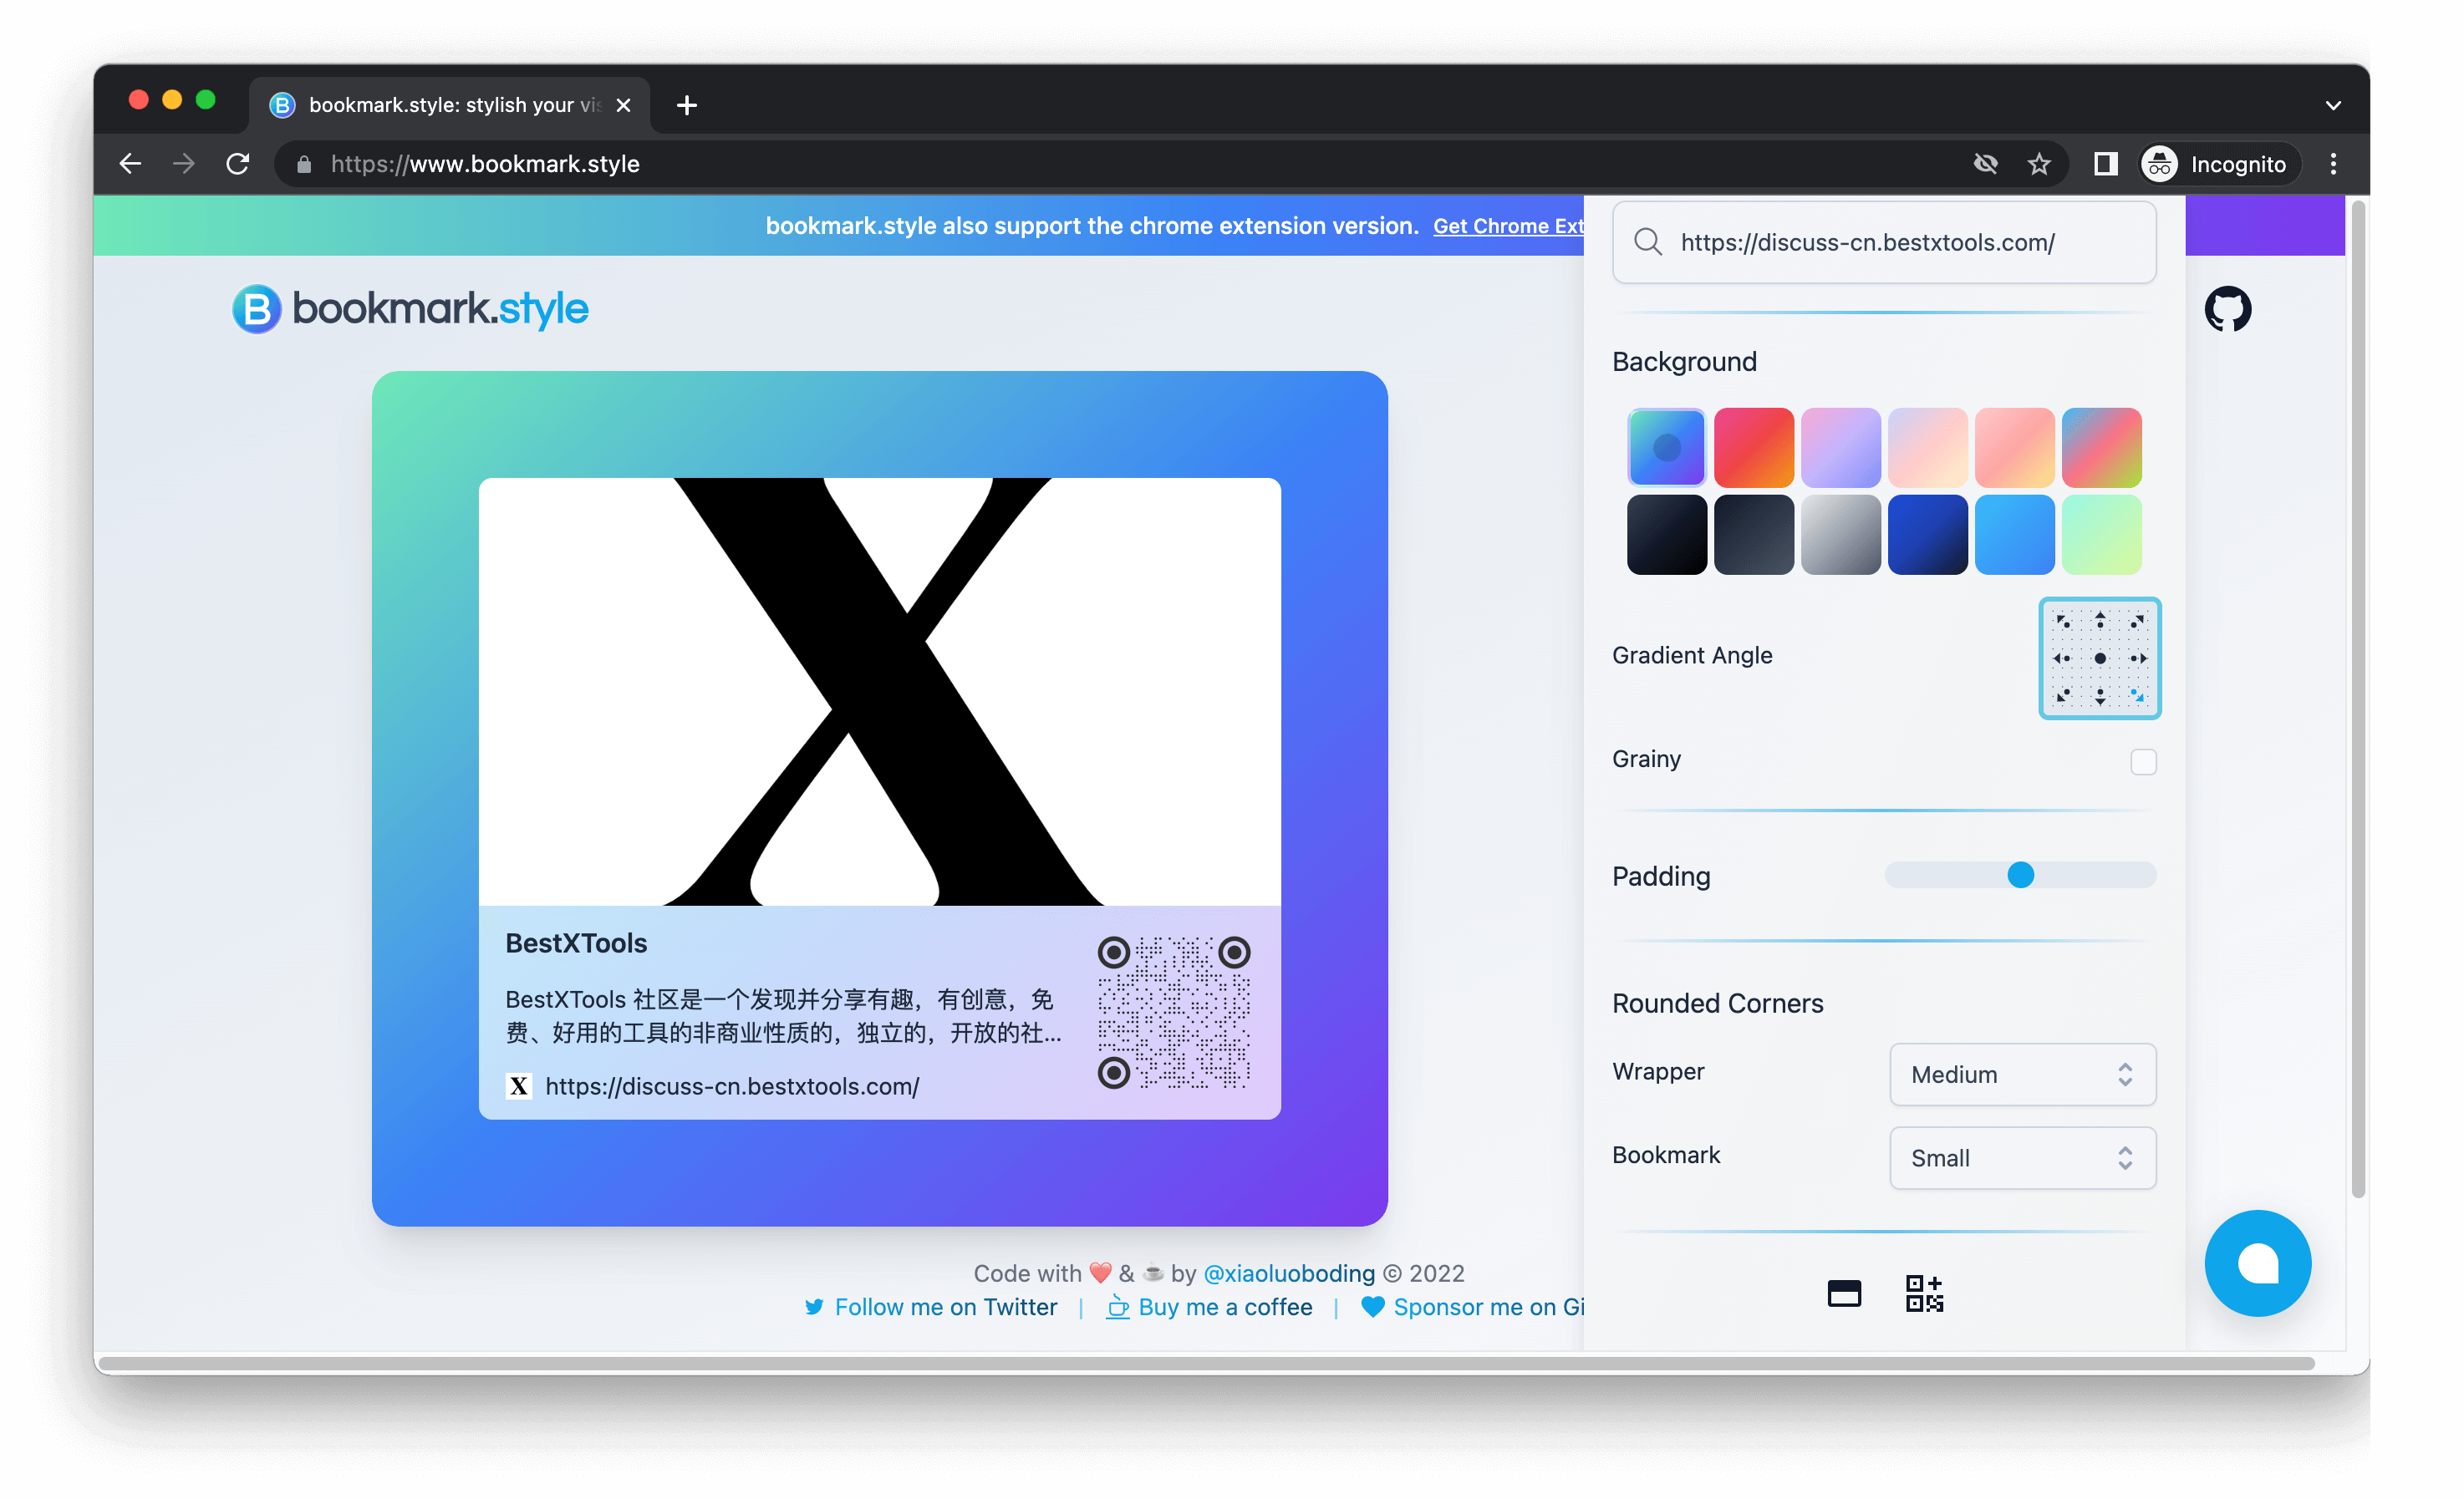 bookmark.style: stylish your vis
https://www.bookmark.style
Incognito
bookmark.style also support the chrome extension version. Get Chrome Ext
https://discuss-cn.bestxtools.com/
B bookmark.style
Background
Gradient Angle
Grainy
Padding
Rounded Corners
Wrapper
Medium
Bookmark
Small
X
BestXTools
BestXTools 社区是一个发现并分享有趣，有创意，免
费、好用的工具的非商业性质的，独立的，开放的社...
X https://discuss-cn.bestxtools.com/
Code with ❤️ & ☕ by @xiaoluoboding © 2022
Follow me on Twitter | Buy me a coffee | Sponsor me on Gi